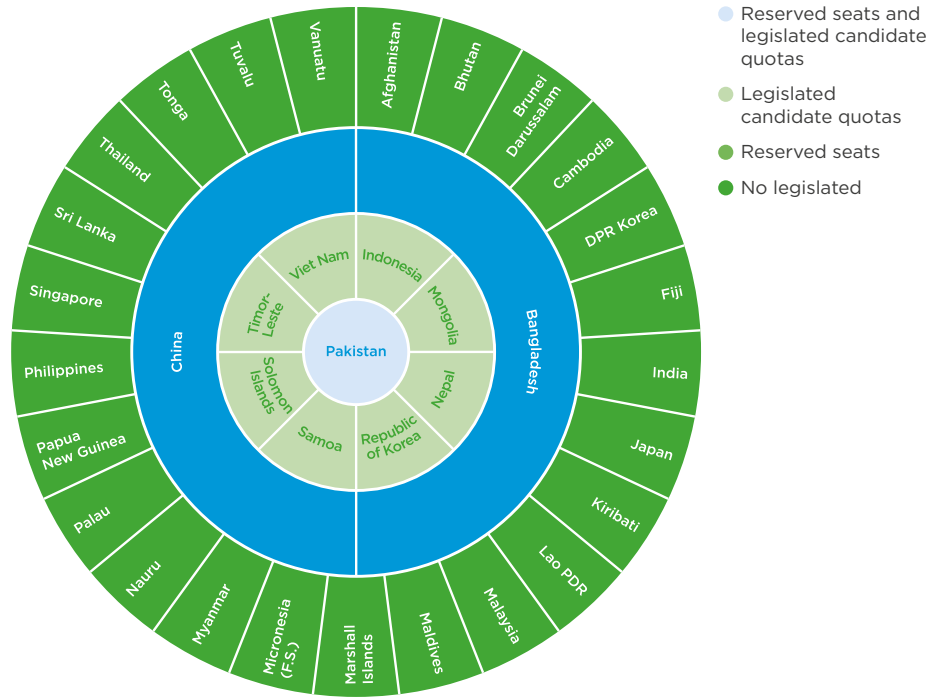 Reserved seats and
legislated candidate
quotas
Legislated
candidate quotas
Reserved seats
No legislated
Afghanistan
Bhutan
Brunei
Darussalam
Cambodia
DPR Korea
Fiji
India
Japan
Kiribati
Lao PDR
Malaysia
Maldives
Marshall
Islands
Micronesia
(F.S.)
Myanmar
Nauru
Palau
Papua
New Guinea
Philippines
Singapore
Sri Lanka
Thailand
Tonga
Tuvalu
Vanuatu
Bangladesh
China
Indonesia
Mongolia
Nepal
Republic
of Korea
Samoa
Solomon
Islands
Timor-
Leste
Viet Nam
Pakistan